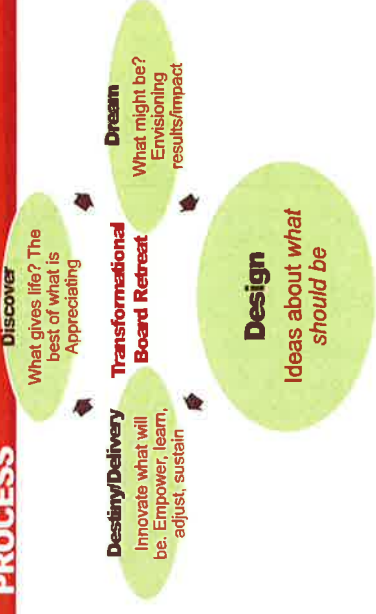 PROCESS
Discover
What gives life? The
best of what is
Appreciating
Dream
What might be?
Envisioning
results/impact
Transformational
Board Retreat
Destiny/Delivery
Innovate what will
be. Empower, learn,
adjust, sustain
Design
Ideas about what
should be